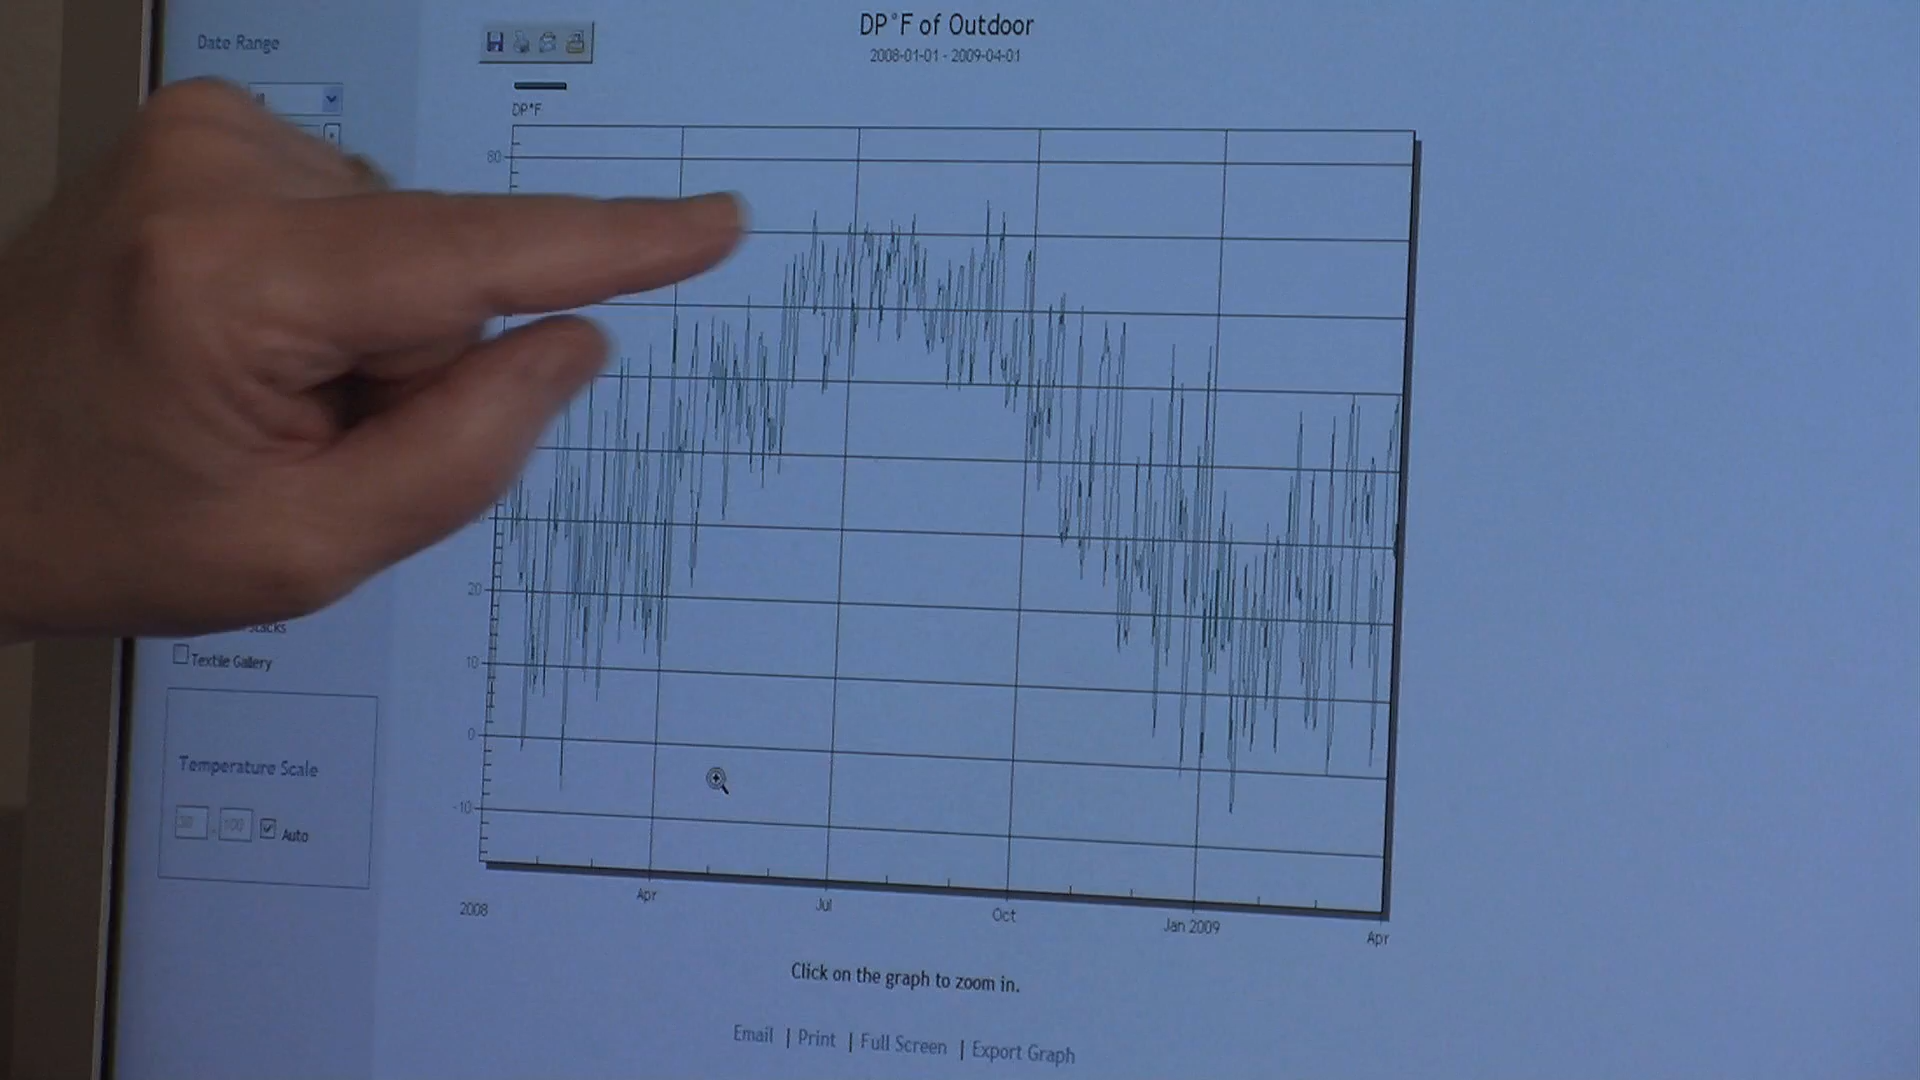 Date Range
DP°F of Outdoor
2008-01-01 - 2009-04-01
DP°F
80
20
10
0
-10
2008
Apr
Jul
Oct
Jan 2009
Apr
Textile Gallery
Temperature Scale
100
Auto
Click on the graph to zoom in.
Email | Print | Full Screen | Export Graph